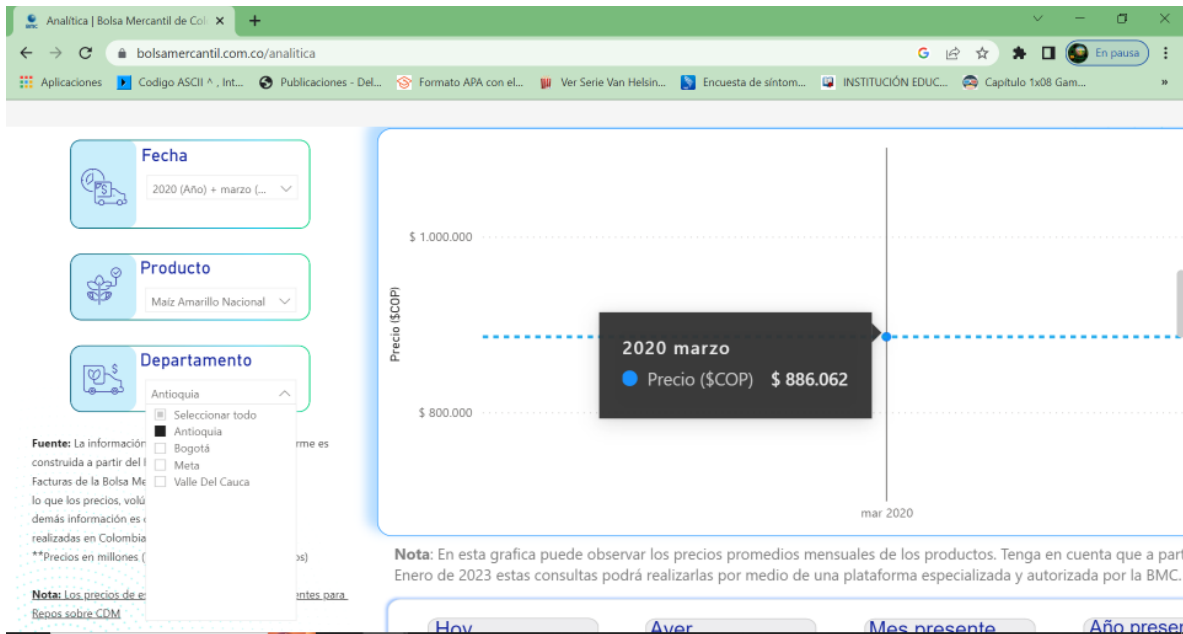 Analítica | Bolsa Mercantil de Col
bolsamercantil.com.co/analitica
En pausa
Aplicaciones
Codigo ASCII ^ , Int...
Publicaciones - Del...
Formato APA con el...
Ver Serie Van Helsin...
Encuesta de síntom...
INSTITUCIÓN EDUC...
Capítulo 1x08 Gam...
»
Fecha
2020 (Año) + marzo (...
Producto
Maíz Amarillo Nacional
Departamento
Antioquia
Seleccionar todo
Antioquia
Bogotá
Meta
Valle Del Cauca
Fuente: La información rme es
construida a partir del
Facturas de la Bolsa Me
lo que los precios, volú
demás información es
realizadas en Colombia
**Precios en millones ( os)
Nota: Los precios de es entes para
Repos sobre CDM
Precio ($COP)
$ 1.000.000
$ 800.000
2020 marzo
Precio ($COP) $ 886.062
mar 2020
Nota: En esta grafica puede observar los precios promedios mensuales de los productos. Tenga en cuenta que a part
Enero de 2023 estas consultas podrá realizarlas por medio de una plataforma especializada y autorizada por la BMC.
Hoy
Ayer
Mes presente
Año preser